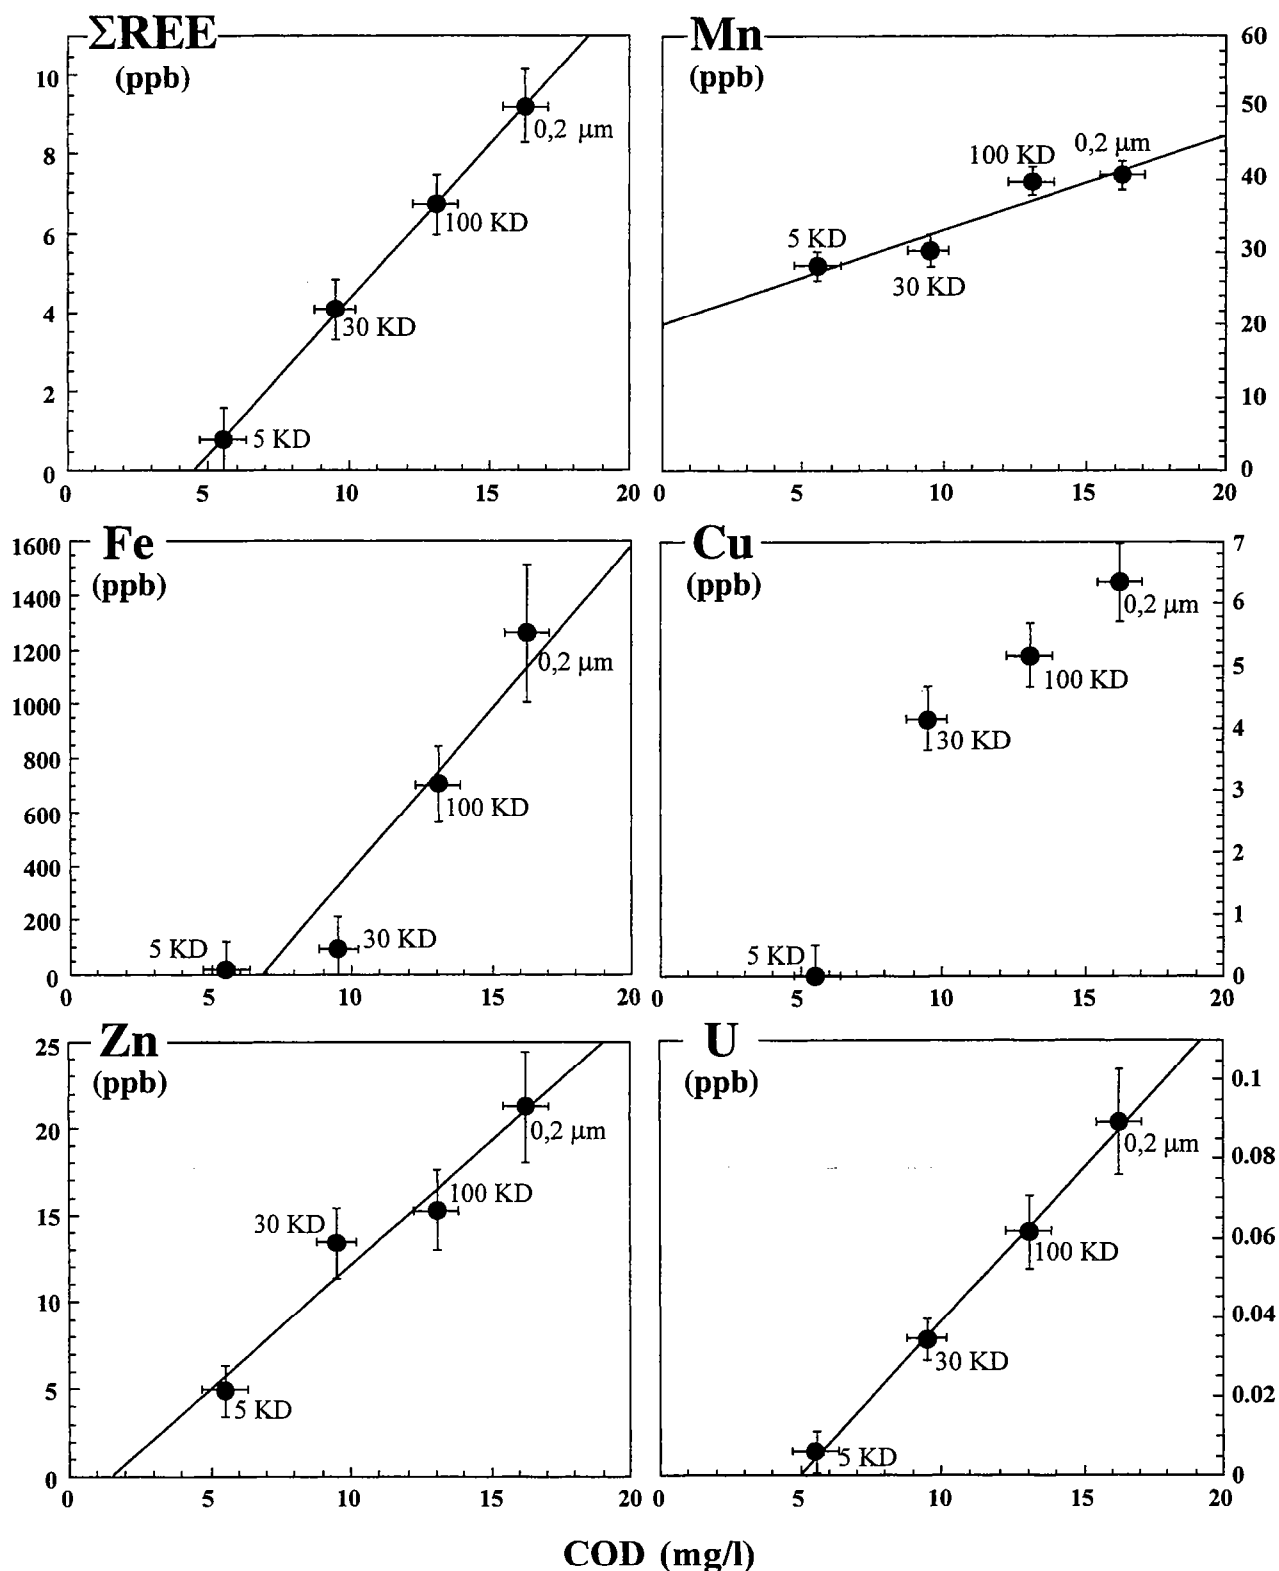 ΣREE
(ppb)
10
8
6
4
2
0
0,2 μm
100 KD
30 KD
5 KD
0 5 10 15 20
Mn
(ppb)
60
50
40
30
20
10
0
100 KD
0,2 μm
5 KD
30 KD
0 5 10 15 20
Fe
(ppb)
1600
1400
1200
1000
800
600
400
200
0
0,2 μm
100 KD
5 KD
30 KD
0 5 10 15 20
Cu
(ppb)
7
6
5
4
3
2
1
0
0,2 μm
100 KD
30 KD
5 KD
0 5 10 15 20
Zn
(ppb)
25
20
15
10
5
0
0,2 μm
100 KD
30 KD
5 KD
0 5 10 15 20
U
(ppb)
0.1
0.08
0.06
0.04
0.02
0
0,2 μm
100 KD
30 KD
5 KD
0 5 10 15 20
COD (mg/l)